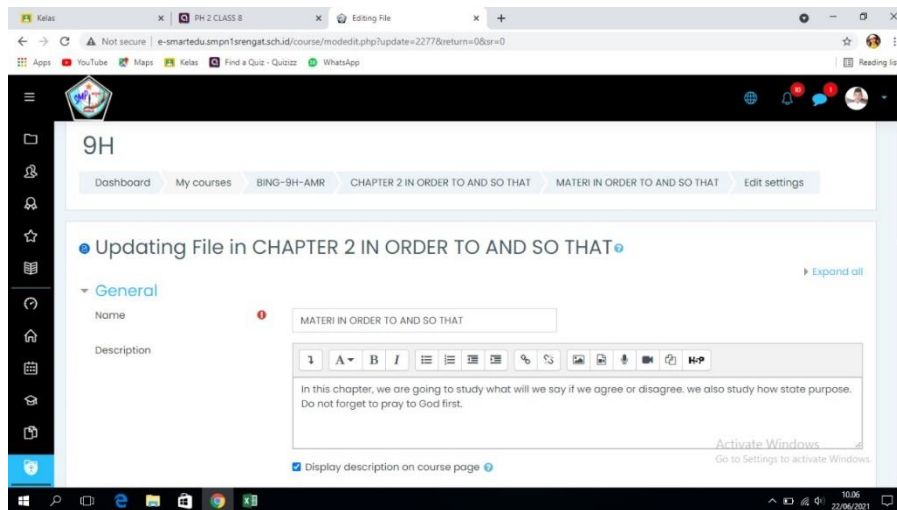 Kelas
PH 2 CLASS 8
Editing File
Not secure | e-smartedu.smpn1srengat.sch.id/course/modedit.php?update=2277&return=0&sr=0
Apps YouTube Maps Kelas Find a Quiz - Quizizz WhatsApp Reading lis
9H
Dashboard My courses BING-9H-AMR CHAPTER 2 IN ORDER TO AND SO THAT MATERI IN ORDER TO AND SO THAT Edit settings
Updating File in CHAPTER 2 IN ORDER TO AND SO THAT
Expand all
General
Name
MATERI IN ORDER TO AND SO THAT
Description
A B I H-P
In this chapter, we are going to study what will we say if we agree or disagree. we also study how state purpose.
Do not forget to pray to God first.
Activate Windows
Go to Settings to activate Windows.
Display description on course page
10.06
22/06/2021